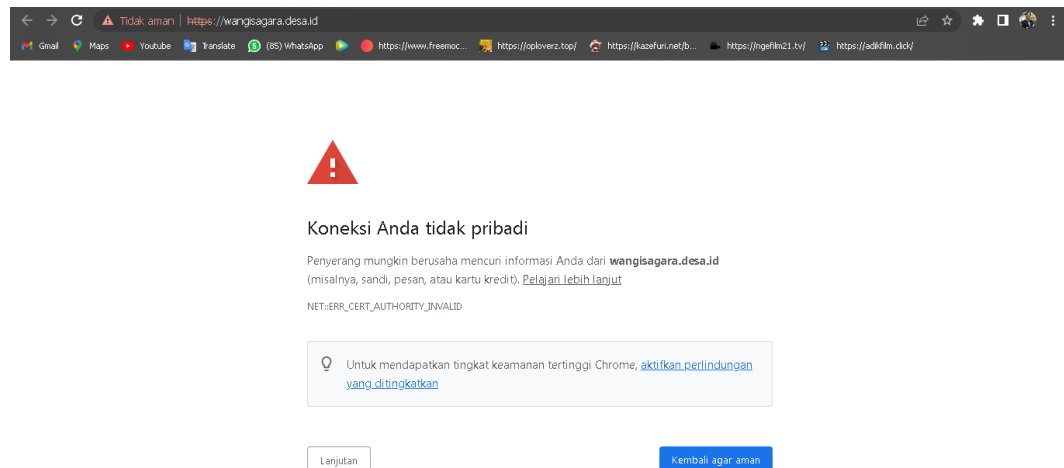 Tidak aman | https://wangisagara.desa.id
Gmail Maps Youtube Translate (85) WhatsApp https://www.freemoc... https://oploverz.top/ https://kazefuri.net/b... https://ngefilm21.tv/ https://adikfilm.click/
Koneksi Anda tidak pribadi
Penyerang mungkin berusaha mencuri informasi Anda dari wangisagara.desa.id
(misalnya, sandi, pesan, atau kartu kredit). Pelajari lebih lanjut
NET::ERR_CERT_AUTHORITY_INVALID
Untuk mendapatkan tingkat keamanan tertinggi Chrome, aktifkan perlindungan
yang ditingkatkan
Lanjutan Kembali agar aman